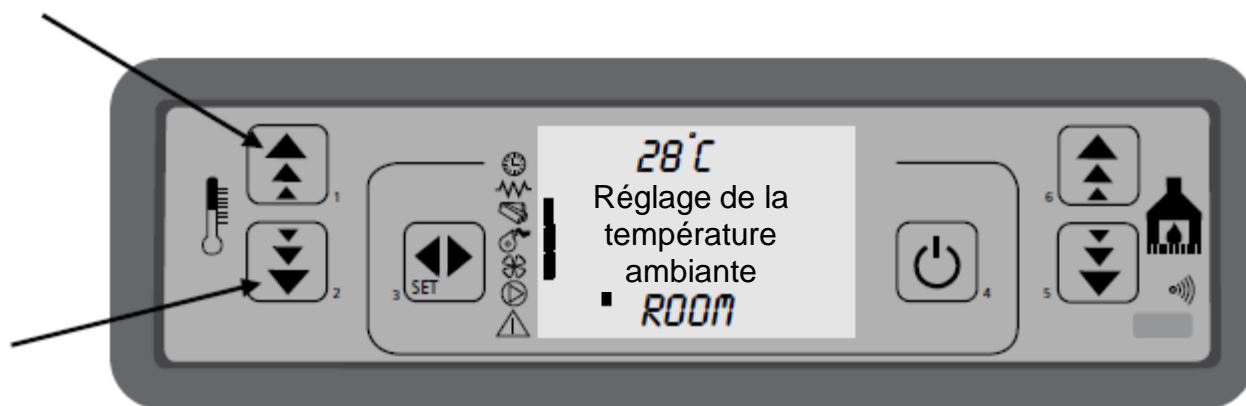 28°C
Réglage de la
température
ambiante
ROOM
1
2
3
SET
4
6
5